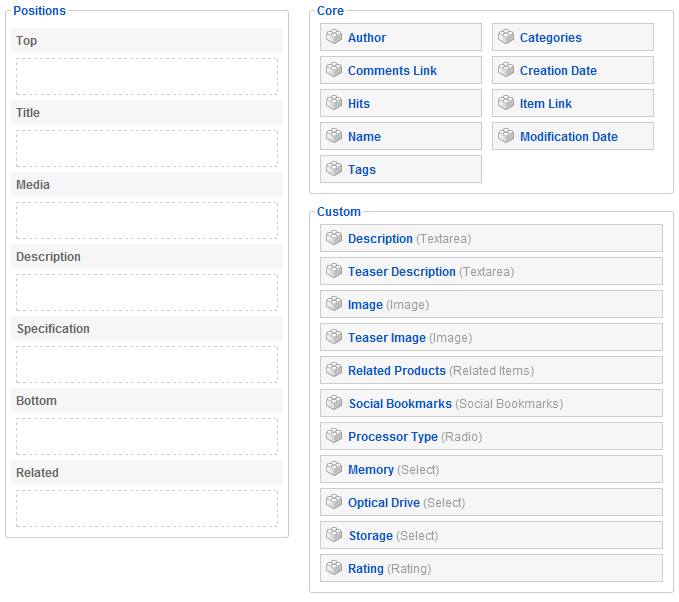 Positions
Top
Title
Media
Description
Specification
Bottom
Related
Core
Author
Categories
Comments Link
Creation Date
Hits
Item Link
Name
Modification Date
Tags
Custom
Description (Textarea)
Teaser Description (Textarea)
Image (Image)
Teaser Image (Image)
Related Products (Related Items)
Social Bookmarks (Social Bookmarks)
Processor Type (Radio)
Memory (Select)
Optical Drive (Select)
Storage (Select)
Rating (Rating)